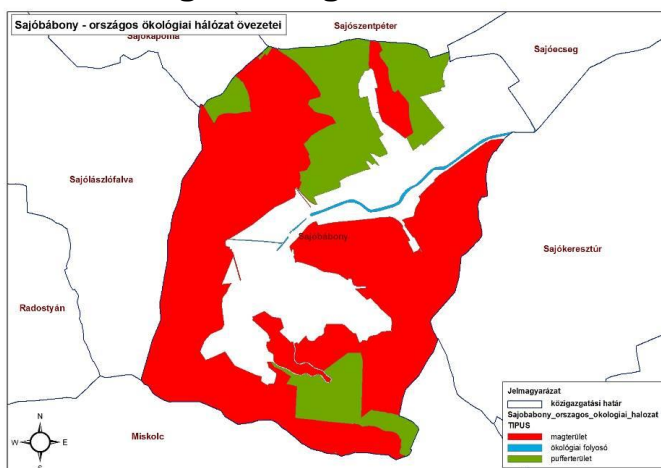 Sajóbábony - országos ökológiai hálózat övezetei
Sajókápolna
Sajószentpéter
Sajóecseg
Sajólászlófalva
Sajóbábony
Sajókeresztúr
Radostyán
Miskolc
N
W
E
S
Jelmagyarázat
közigazgatási határ
Sajobabony_orszagos_okologiai_halozat
TIPUS
magterület
ökológiai folyosó
pufferterület